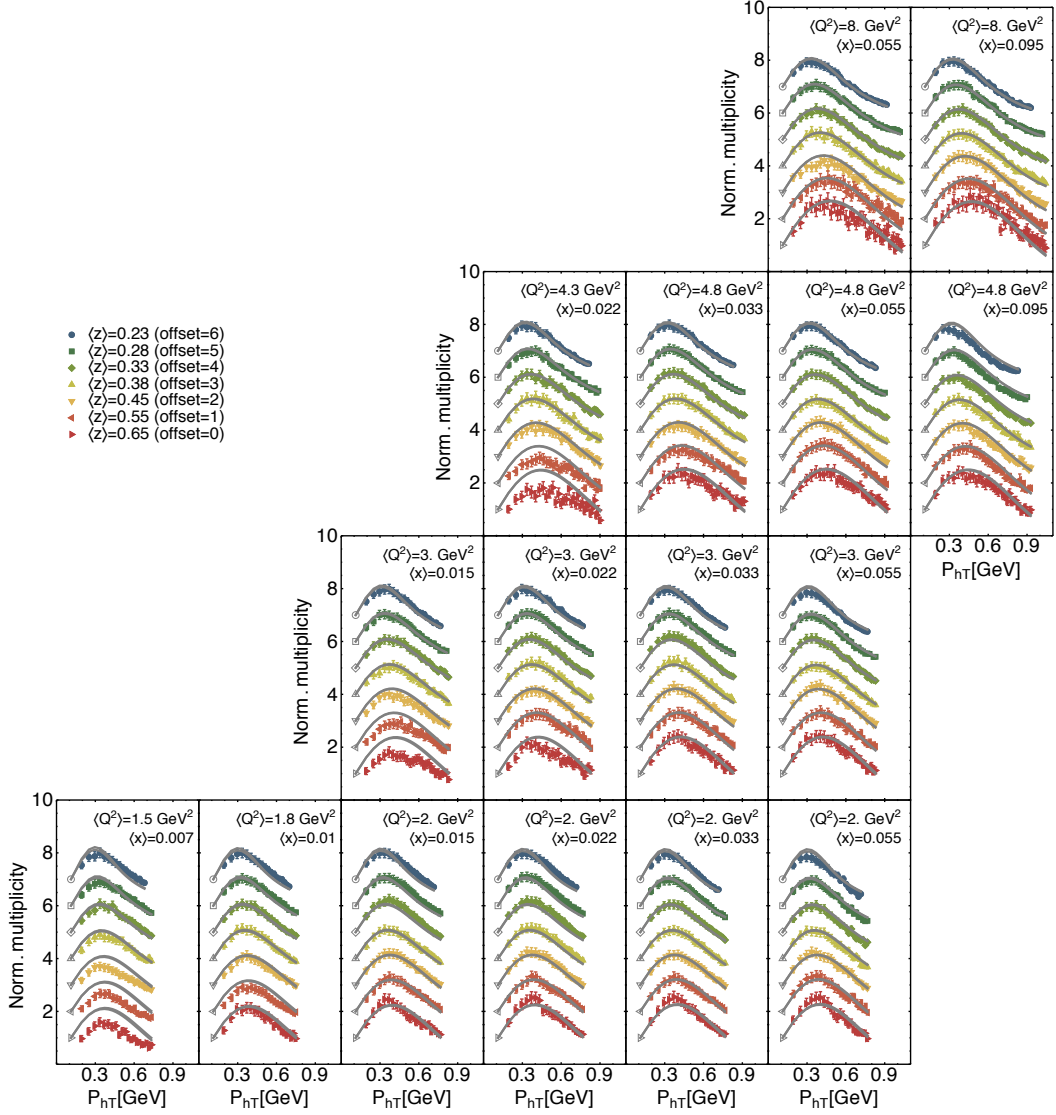 10
8
6
4
2
Norm. multiplicity
⟨Q²⟩=8. GeV²
⟨x⟩=0.055
⟨Q²⟩=8. GeV²
⟨x⟩=0.095
10
8
6
4
2
Norm. multiplicity
⟨Q²⟩=4.3 GeV²
⟨x⟩=0.022
⟨Q²⟩=4.8 GeV²
⟨x⟩=0.033
⟨Q²⟩=4.8 GeV²
⟨x⟩=0.055
⟨Q²⟩=4.8 GeV²
⟨x⟩=0.095
⟨z⟩=0.23 (offset=6)
⟨z⟩=0.28 (offset=5)
⟨z⟩=0.33 (offset=4)
⟨z⟩=0.38 (offset=3)
⟨z⟩=0.45 (offset=2)
⟨z⟩=0.55 (offset=1)
⟨z⟩=0.65 (offset=0)
0.3 0.6 0.9
P_hT[GeV]
10
8
6
4
2
Norm. multiplicity
⟨Q²⟩=3. GeV²
⟨x⟩=0.015
⟨Q²⟩=3. GeV²
⟨x⟩=0.022
⟨Q²⟩=3. GeV²
⟨x⟩=0.033
⟨Q²⟩=3. GeV²
⟨x⟩=0.055
10
8
6
4
2
Norm. multiplicity
⟨Q²⟩=1.5 GeV²
⟨x⟩=0.007
⟨Q²⟩=1.8 GeV²
⟨x⟩=0.01
⟨Q²⟩=2. GeV²
⟨x⟩=0.015
⟨Q²⟩=2. GeV²
⟨x⟩=0.022
⟨Q²⟩=2. GeV²
⟨x⟩=0.033
⟨Q²⟩=2. GeV²
⟨x⟩=0.055
0.3 0.6 0.9
0.3 0.6 0.9
0.3 0.6 0.9
0.3 0.6 0.9
0.3 0.6 0.9
0.3 0.6 0.9
P_hT[GeV]
P_hT[GeV]
P_hT[GeV]
P_hT[GeV]
P_hT[GeV]
P_hT[GeV]